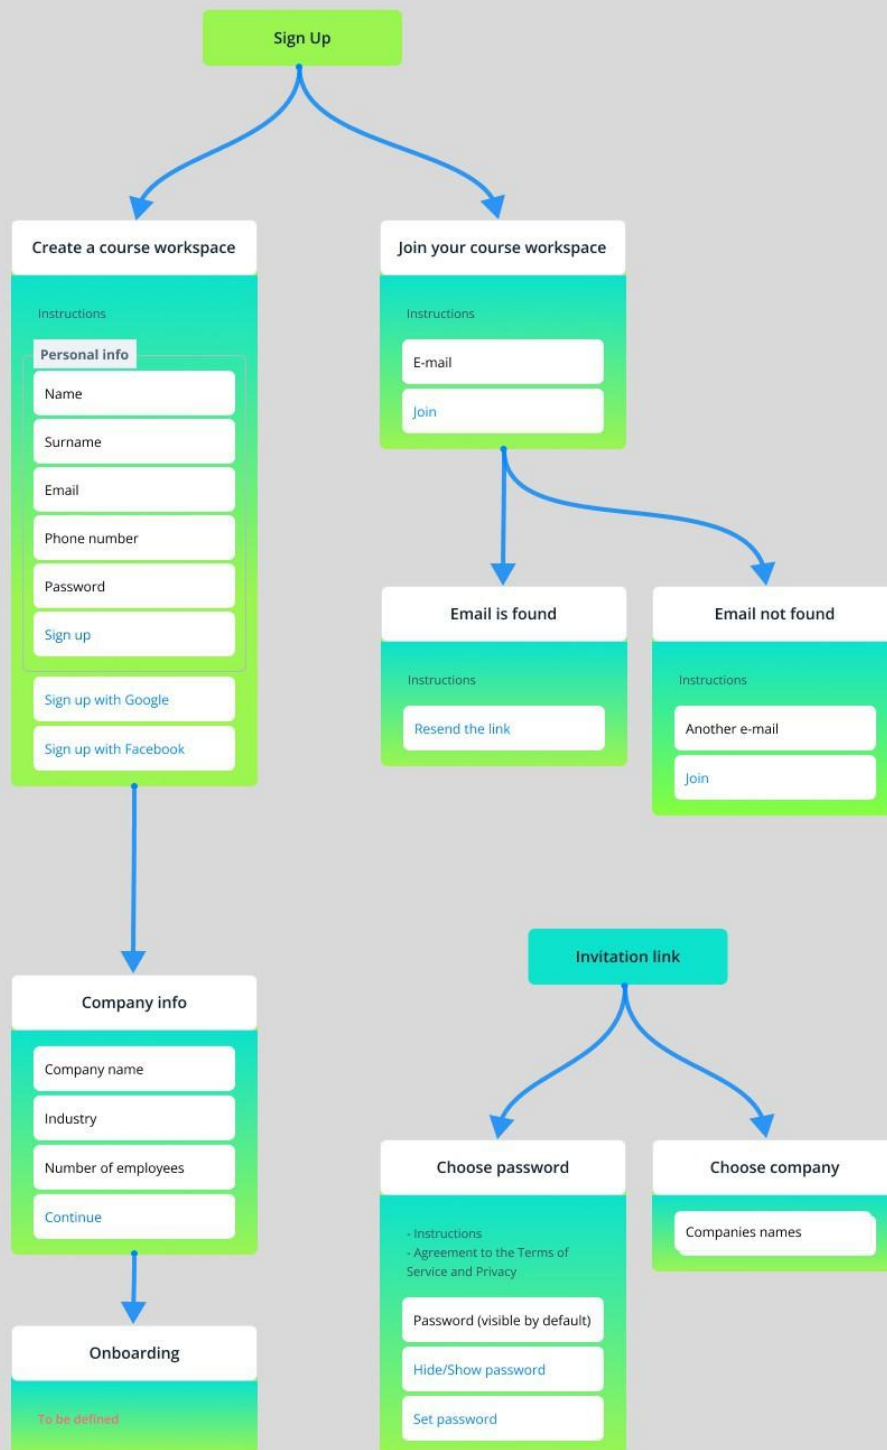 Sign Up
Create a course workspace
Instructions
Personal info
Name
Surname
Email
Phone number
Password
Sign up
Sign up with Google
Sign up with Facebook
Join your course workspace
Instructions
E-mail
Join
Email is found
Instructions
Resend the link
Email not found
Instructions
Another e-mail
Join
Company info
Company name
Industry
Number of employees
Continue
Onboarding
To be defined
Invitation link
Choose password
- Instructions
- Agreement to the Terms of
Service and Privacy
Password (visible by default)
Hide/Show password
Set password
Choose company
Companies names